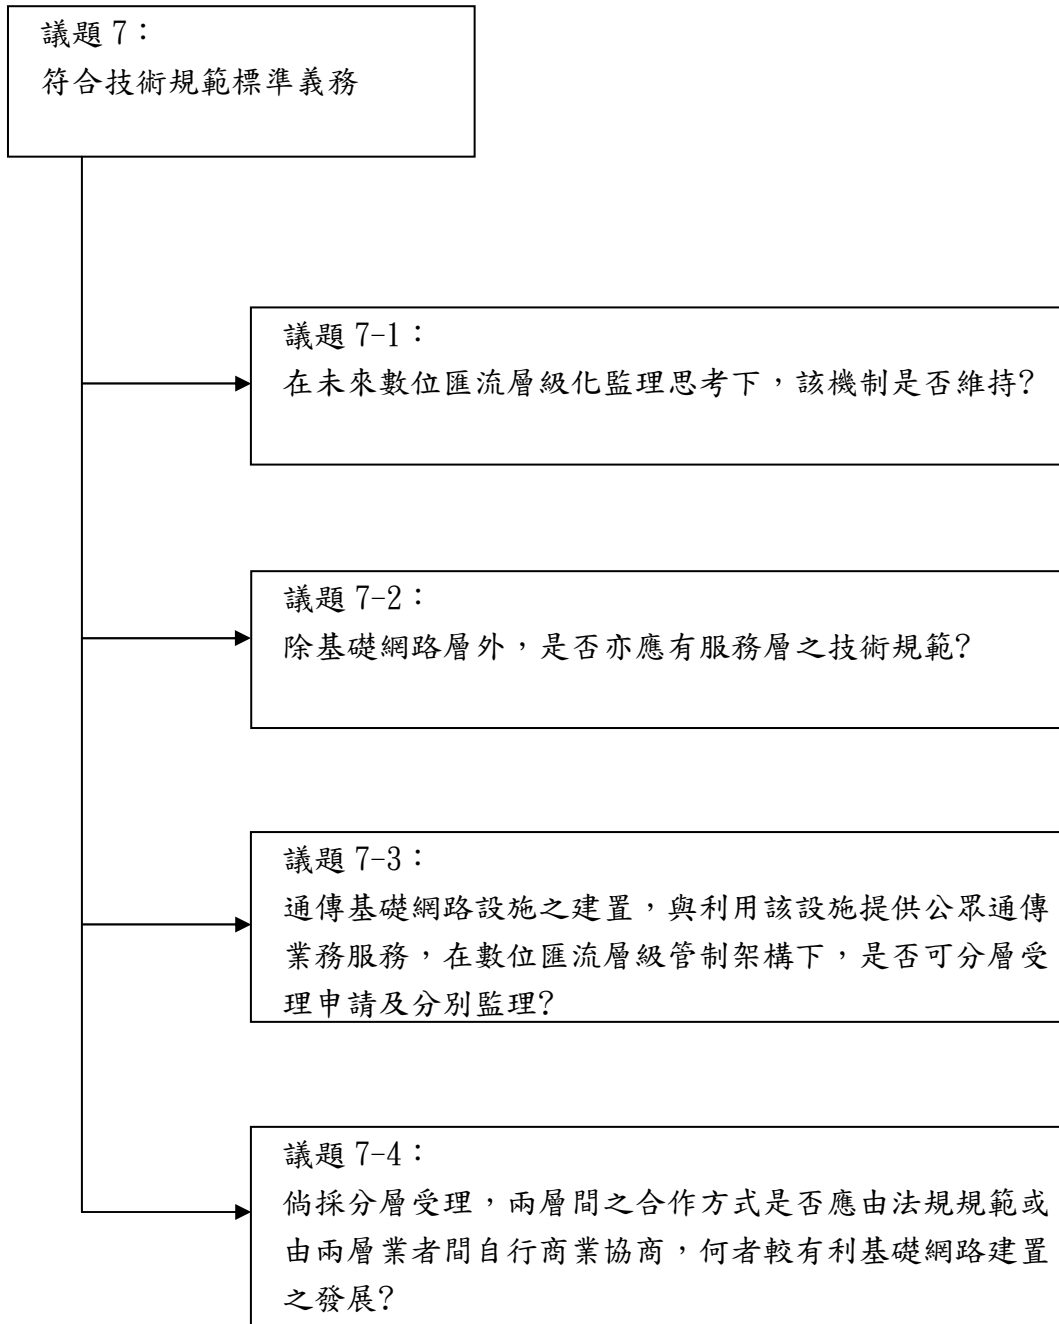 議題 7：
符合技術規範標準義務
議題 7-1：
在未來數位匯流層級化監理思考下，該機制是否維持?
議題 7-2：
除基礎網路層外，是否亦應有服務層之技術規範?
議題 7-3：
通傳基礎網路設施之建置，與利用該設施提供公眾通傳
業務服務，在數位匯流層級管制架構下，是否可分層受
理申請及分別監理?
議題 7-4：
倘採分層受理，兩層間之合作方式是否應由法規規範或
由兩層業者間自行商業協商，何者較有利基礎網路建置
之發展?